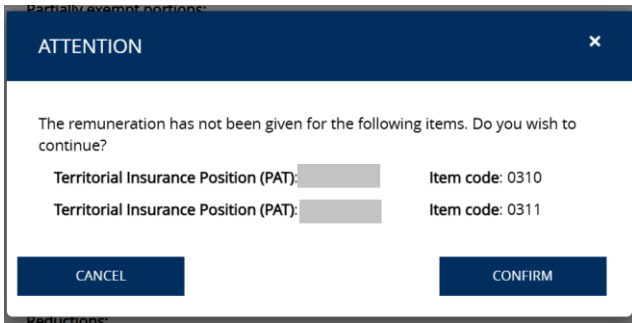 Partially exempt portions:
ATTENTION ×
The remuneration has not been given for the following items. Do you wish to
continue?
Territorial Insurance Position (PAT): Item code: 0310
Territorial Insurance Position (PAT): Item code: 0311
CANCEL CONFIRM
Reductions: